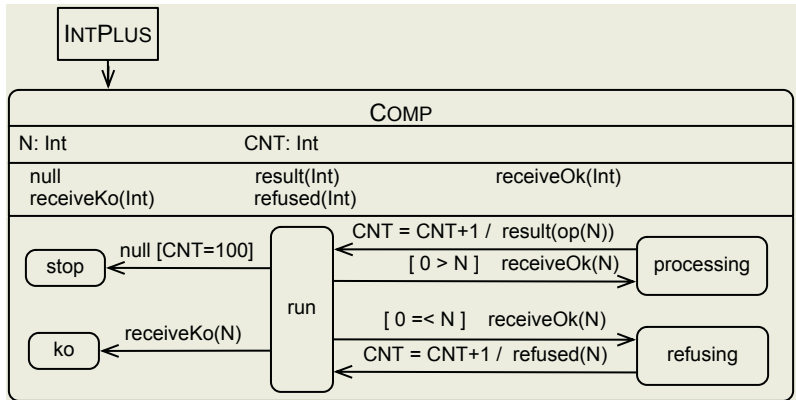 INTPLUS
COMP
N: Int CNT: Int
null result(Int) receiveOk(Int)
receiveKo(Int) refused(Int)
CNT = CNT+1 / result(op(N))
null [CNT=100]
stop
[ 0 > N ] receiveOk(N)
processing
run
[ 0 =< N ] receiveOk(N)
receiveKo(N)
ko
CNT = CNT+1 / refused(N)
refusing